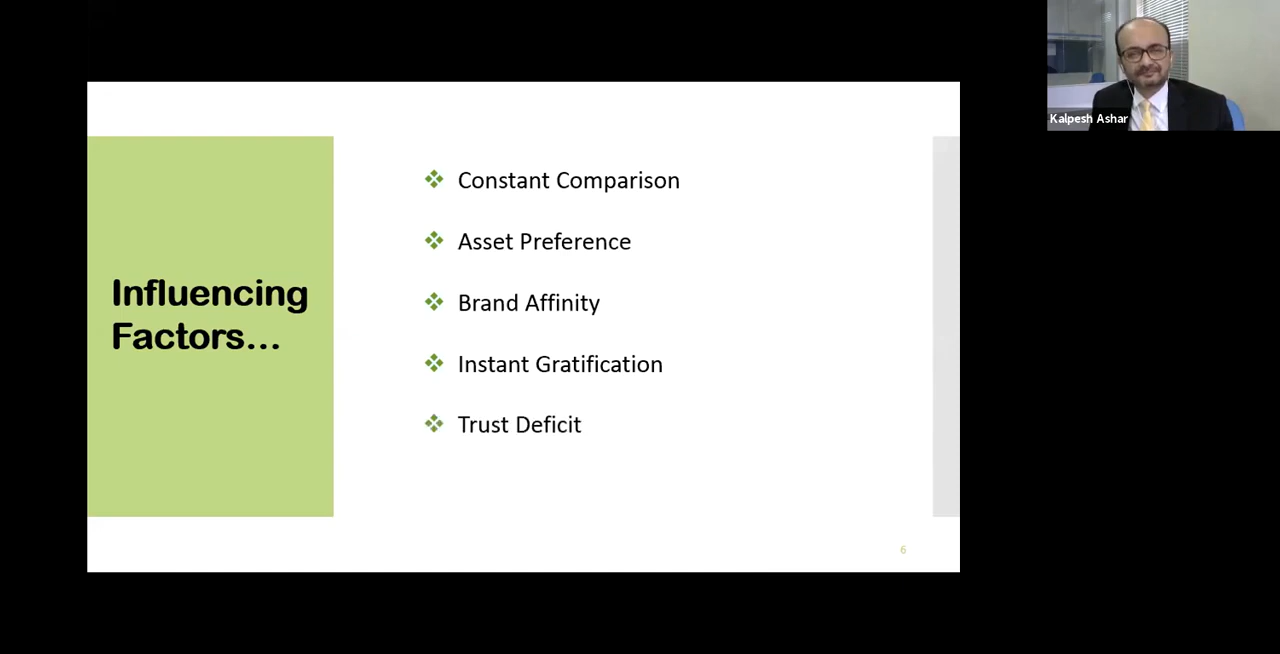 Kalpesh Ashar
Influencing
Factors...
Constant Comparison
Asset Preference
Brand Affinity
Instant Gratification
Trust Deficit
6